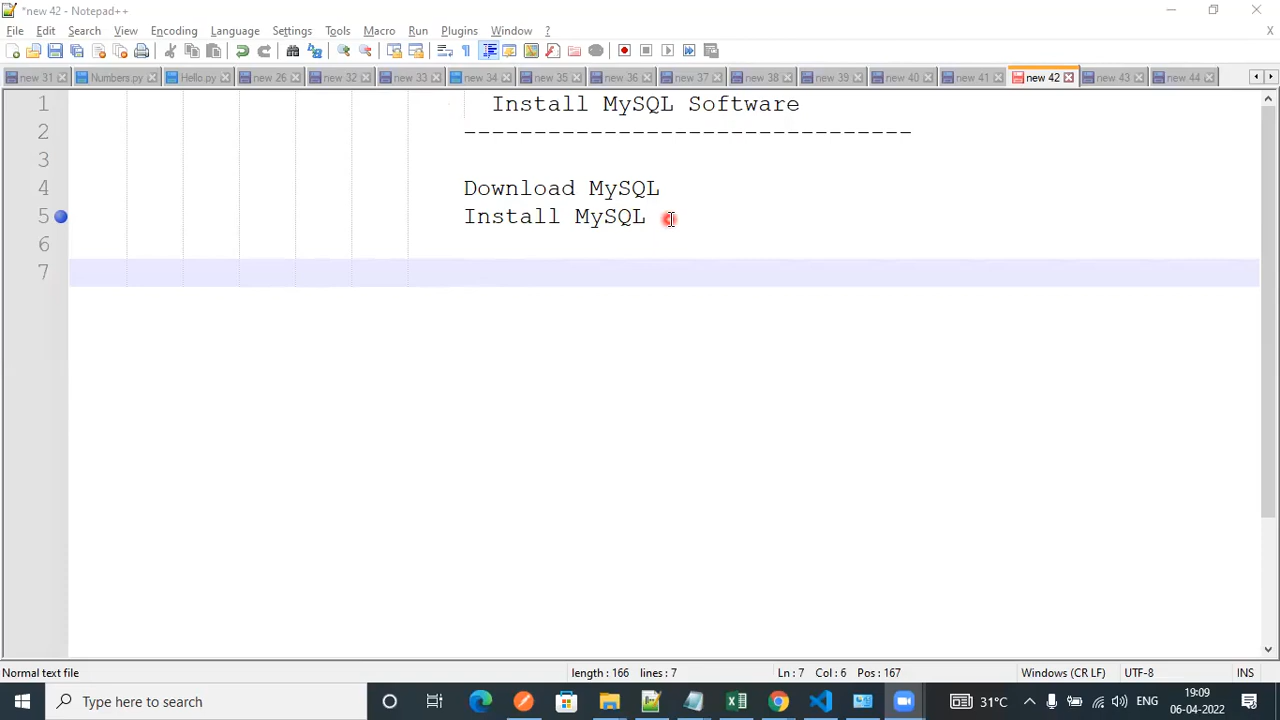 *new 42 - Notepad++
File Edit Search View Encoding Language Settings Tools Macro Run Plugins Window ? X
new 31 Numbers.py Hello.py new 26 new 32 new 33 new 34 new 35 new 36 new 37 new 39 new 40 new 41 new 42 new 43 new 44
1 Install MySQL Software
2 --------------------------------
3
4 Download MySQL
5 Install MySQL
6
7
Normal text file length : 166 lines : 7 Ln : 7 Col : 6 Pos : 167 Windows (CR LF) UTF-8 INS
Type here to search 31°C ENG 19:09
06-04-2022